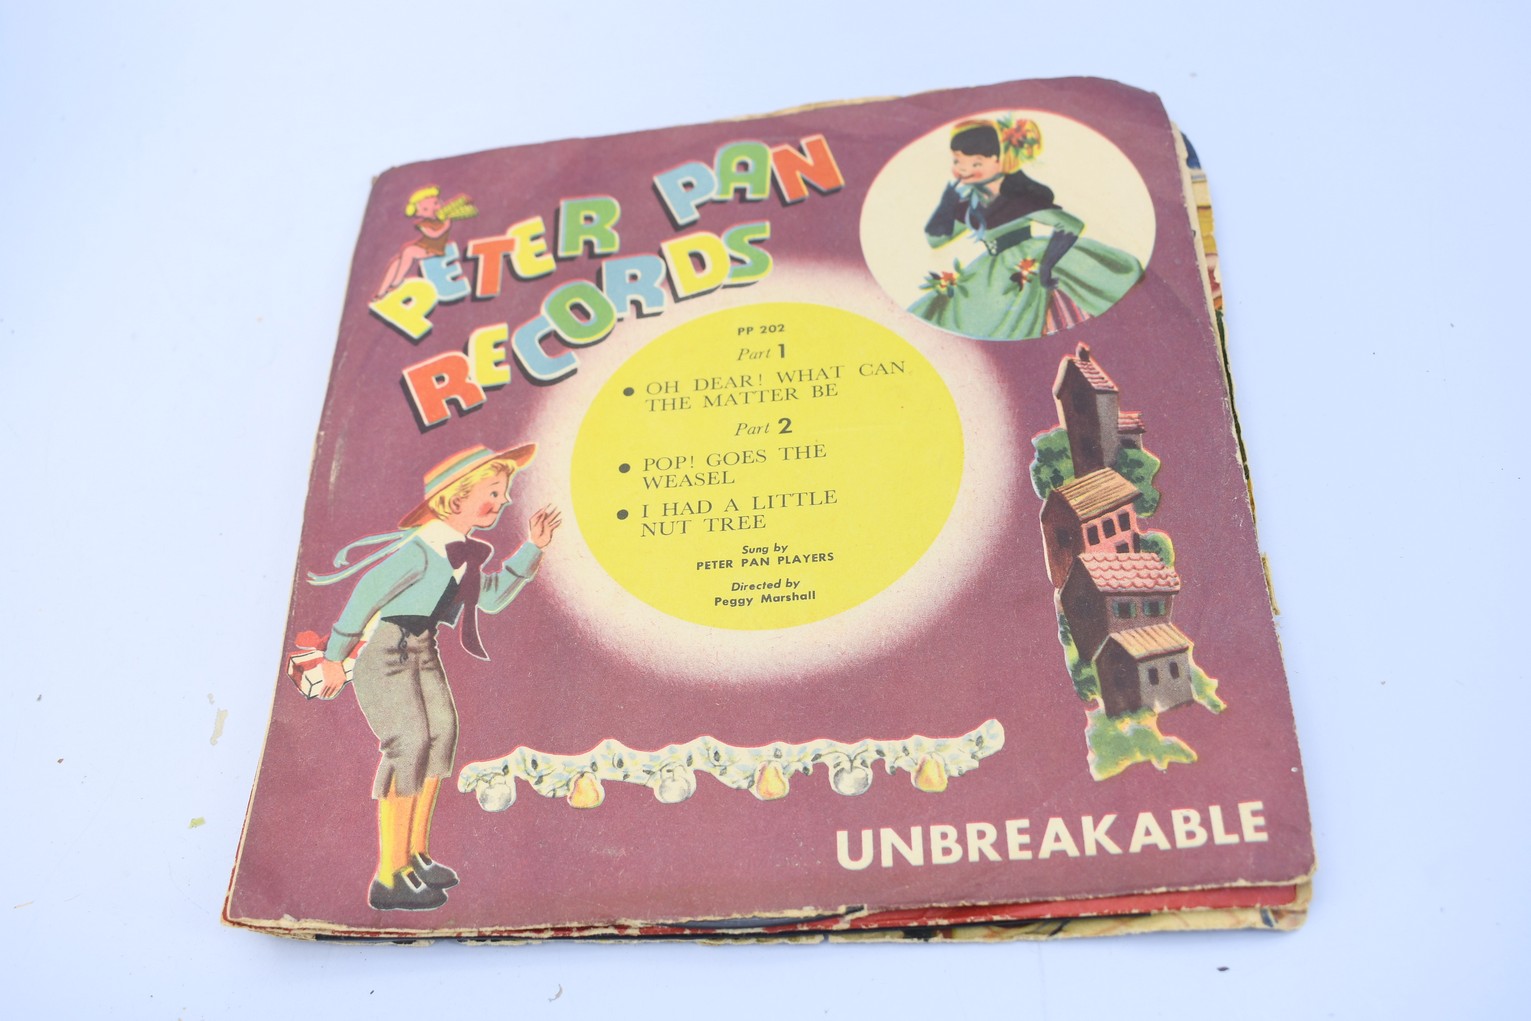 PETER PAN
RECORDS
PP 202
Part 1
● OH DEAR! WHAT CAN
THE MATTER BE
Part 2
● POP! GOES THE
WEASEL
● I HAD A LITTLE
NUT TREE
Sung by
PETER PAN PLAYERS
Directed by
Peggy Marshall
UNBREAKABLE